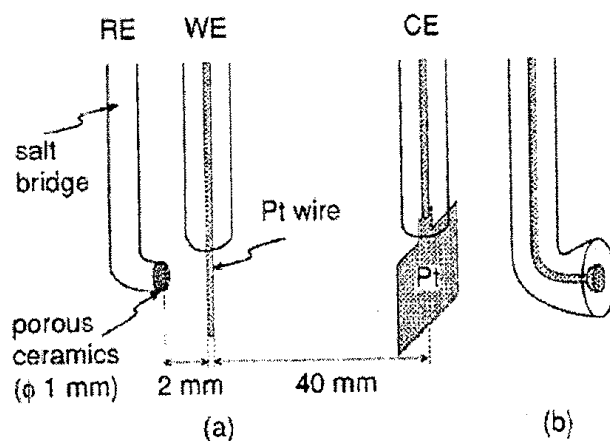 RE WE CE
salt
bridge
Pt wire
Pt
porous
ceramics
(ϕ 1 mm)
2 mm
40 mm
(a)
(b)